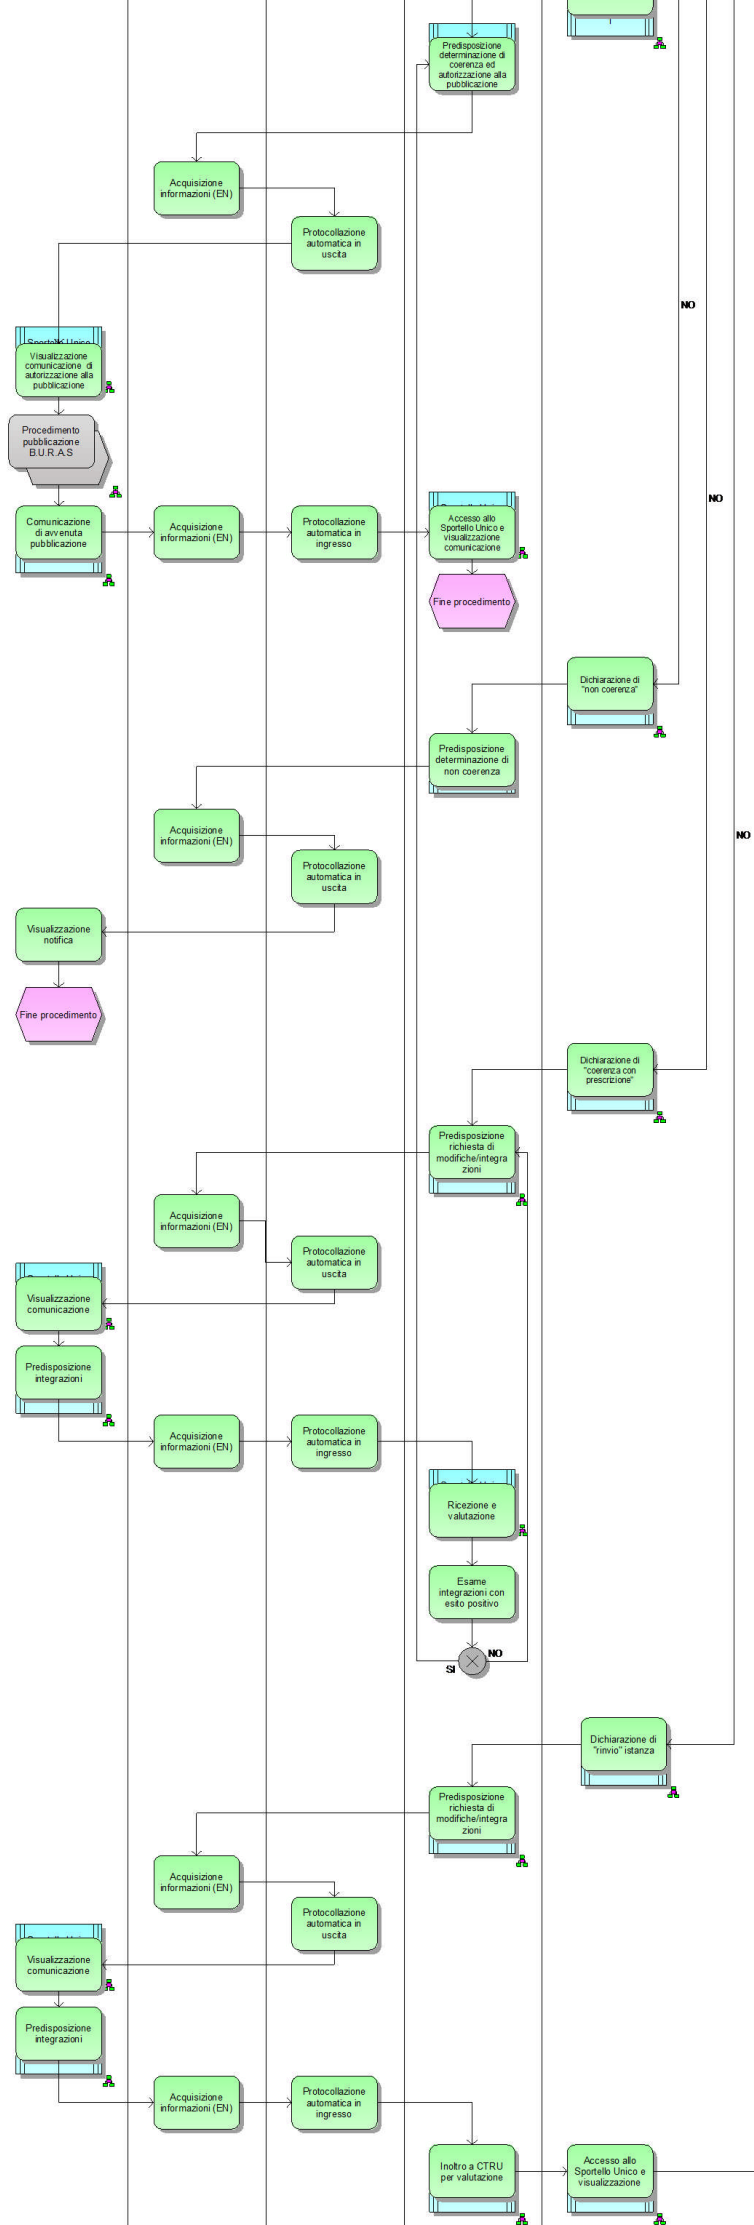 Predisposizione
determinazione di
coerenza ed
autorizzazione alla
pubblicazione
Acquisizione
informazioni (EN)
Protocollazione
automatica in
uscita
NO
Visualizzazione
comunicazione di
autorizzazione alla
pubblicazione
Procedimento
pubblicazione
B.U.R.A.S
NO
Comunicazione
di avvenuta
pubblicazione
Acquisizione
informazioni (EN)
Protocollazione
automatica in
ingresso
Accesso allo
Sportello Unico e
visualizzazione
comunicazione
Fine procedimento
Dichiarazione di
"non coerenza"
Predisposizione
determinazione di
non coerenza
Acquisizione
informazioni (EN)
NO
Protocollazione
automatica in
uscita
Visualizzazione
notifica
Fine procedimento
Dichiarazione di
"coerenza con
prescrizione"
Predisposizione
richiesta di
modifiche/integra
zioni
Acquisizione
informazioni (EN)
Protocollazione
automatica in
uscita
Visualizzazione
comunicazione
Predisposizione
integrazioni
Acquisizione
informazioni (EN)
Protocollazione
automatica in
ingresso
Ricezione e
valutazione
Esame
integrazioni con
esito positivo
NO
SI
Dichiarazione di
"rinvio" istanza
Predisposizione
richiesta di
modifiche/integra
zioni
Acquisizione
informazioni (EN)
Protocollazione
automatica in
uscita
Visualizzazione
comunicazione
Predisposizione
integrazioni
Acquisizione
informazioni (EN)
Protocollazione
automatica in
ingresso
Inoltro a CTRU
per valutazione
Accesso allo
Sportello Unico e
visualizzazione